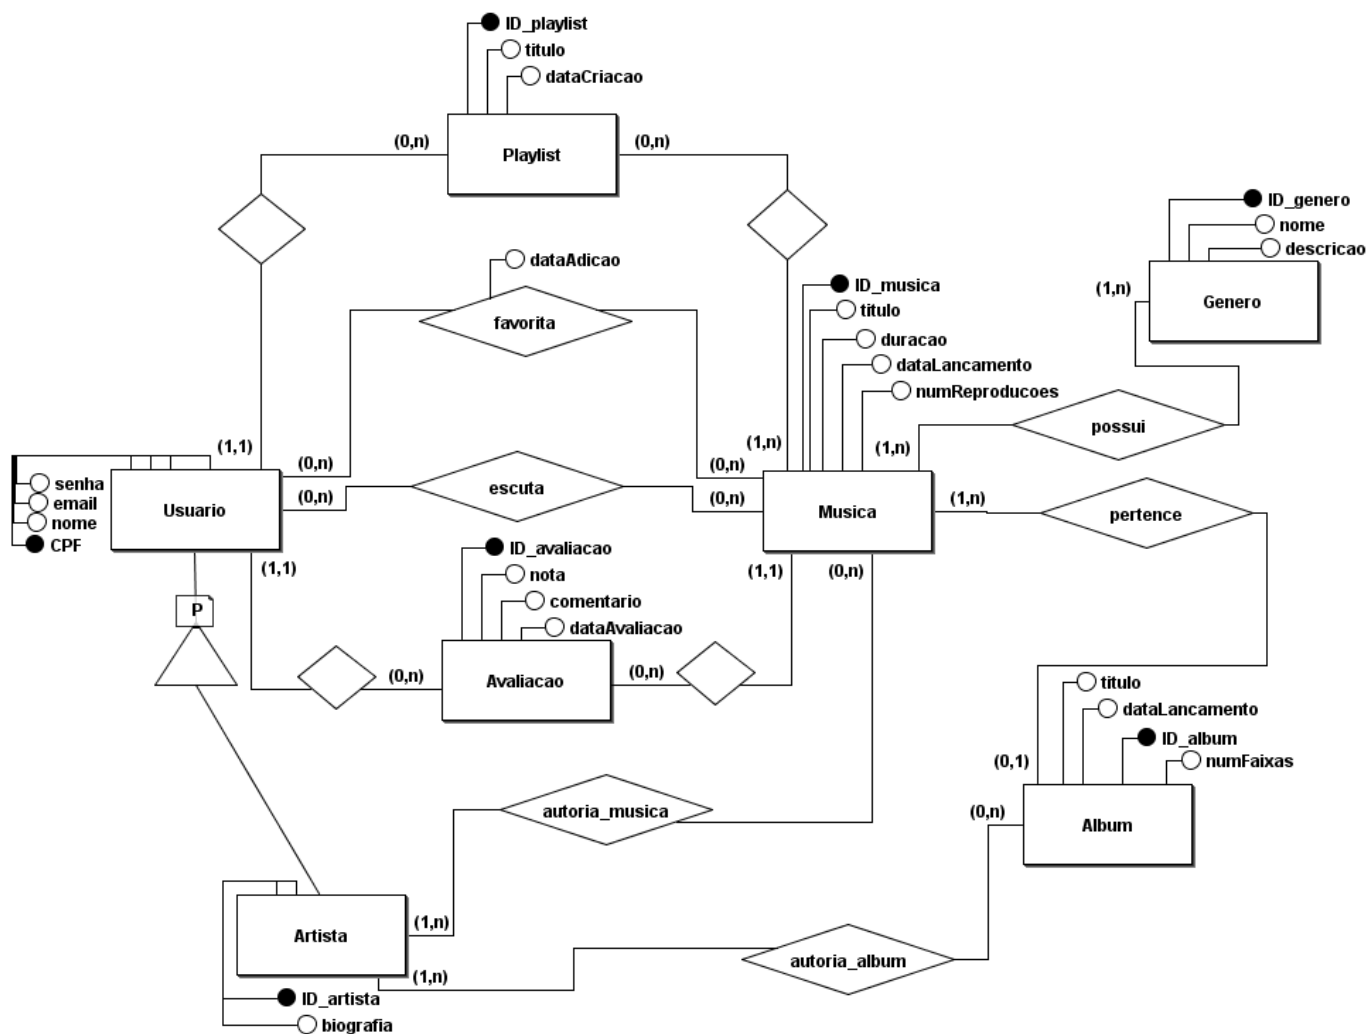 ID_playlist
titulo
dataCriacao
(0,n)
Playlist
(0,n)
ID_genero
nome
descricao
(1,n)
Genero
dataAdicao
favorita
ID_musica
titulo
duracao
dataLancamento
numReproducoes
possui
(1,1)
(0,n)
(1,n)
(0,n)
(1,n)
senha
email
nome
CPF
Usuario
(0,n)
escuta
(0,n)
Musica
(1,n)
pertence
(1,1)
ID_avaliacao
nota
comentario
dataAvaliacao
(1,1)
(0,n)
P
(0,n)
Avaliacao
(0,n)
titulo
dataLancamento
ID_album
numFaixas
(0,1)
(0,n)
Album
autoria_musica
(1,n)
Artista
(1,n)
autoria_album
ID_artista
biografia